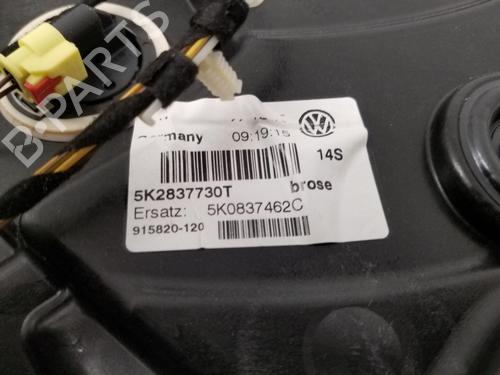 Germany 09:19:15
14S
5K2837730T brose
Ersatz: 5K0837462C
915820-120
B-PARTS